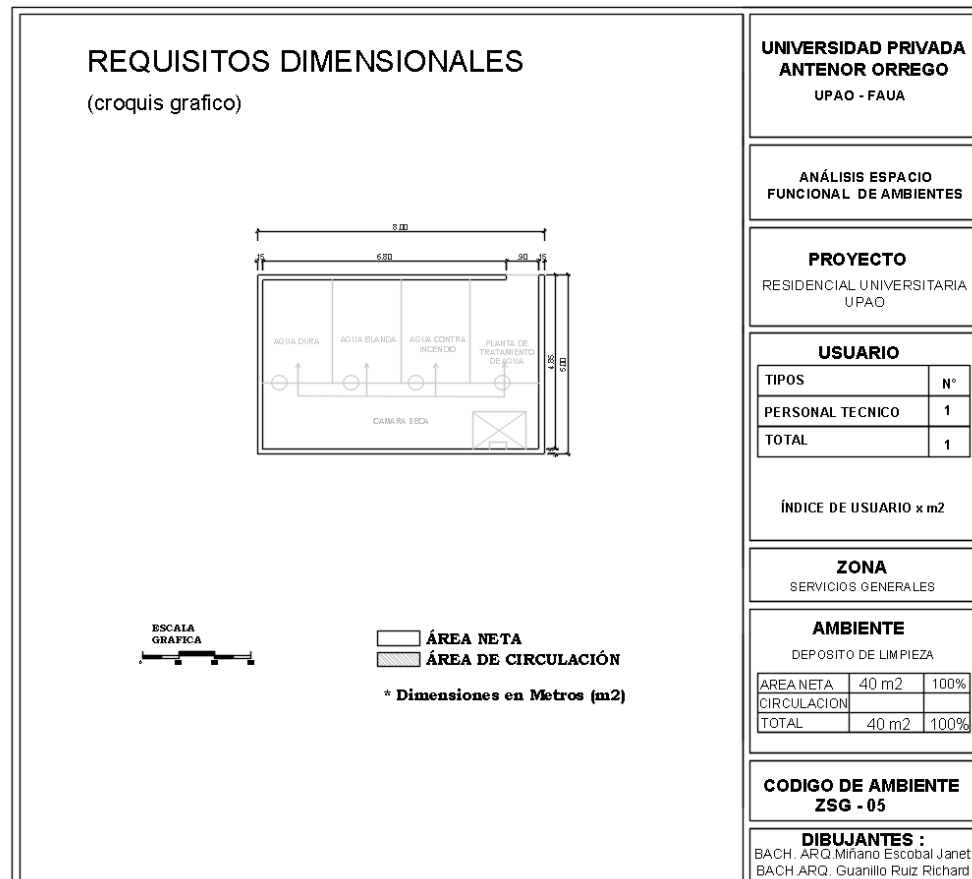 REQUISITOS DIMENSIONALES
(croquis grafico)
8.00
.15 6.80 .90 .15
AGUA DURA
AGUA BLANDA
AGUA CONTRA
INCENDIO
PLANTA DE
TRATAMIENTO
DE AGUA
4.85
5.00
CAMARA SECA
ESCALA
GRAFICA
ÁREA NETA
ÁREA DE CIRCULACIÓN
* Dimensiones en Metros (m2)
UNIVERSIDAD PRIVADA
ANTENOR ORREGO
UPAO - FAUA
ANÁLISIS ESPACIO
FUNCIONAL DE AMBIENTES
PROYECTO
RESIDENCIAL UNIVERSITARIA
UPAO
USUARIO
TIPOS N°
PERSONAL TECNICO 1
TOTAL 1
ÍNDICE DE USUARIO x m2
ZONA
SERVICIOS GENERALES
AMBIENTE
DEPOSITO DE LIMPIEZA
AREA NETA 40 m2 100%
CIRCULACION
TOTAL 40 m2 100%
CODIGO DE AMBIENTE
ZSG - 05
DIBUJANTES :
BACH. ARQ.Miñano Escobal Janet
BACH.ARQ. Guanillo Ruiz Richard